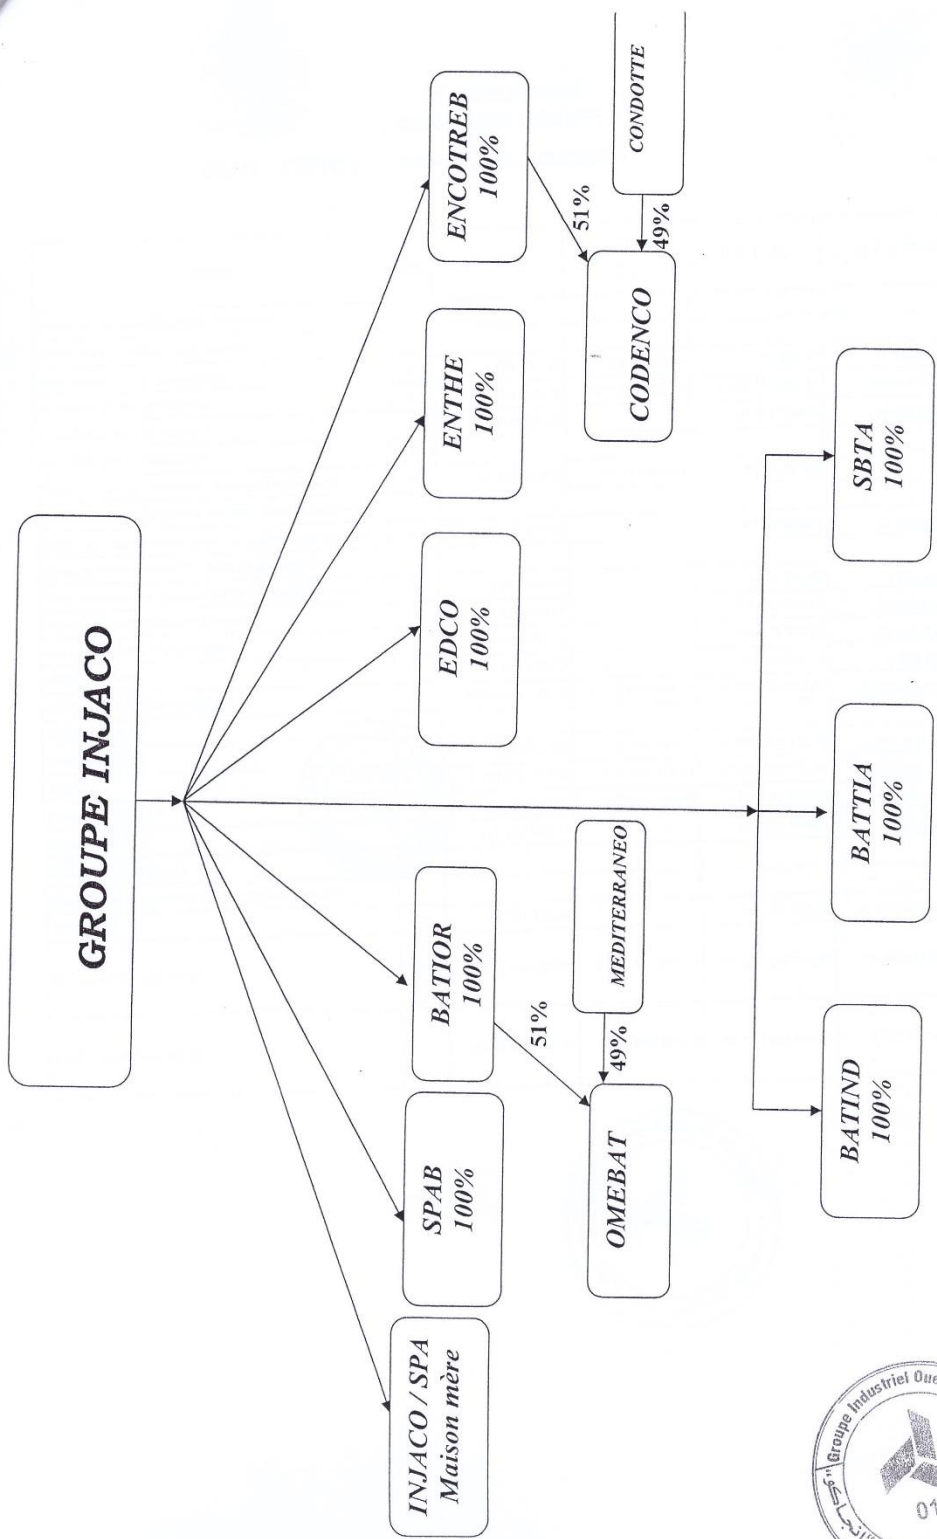 GROUPE INJACO
INJACO / SPA
Maison mère
SPAB
100%
BATIOR
100%
EDCO
100%
ENTHE
100%
ENCOTREB
100%
51%
51%
OMEBAT
49%
MEDITERRANEO
CODENCO
49%
CONDOTTE
BATIND
100%
BATTIA
100%
SBTA
100%
Groupe Industriel
01